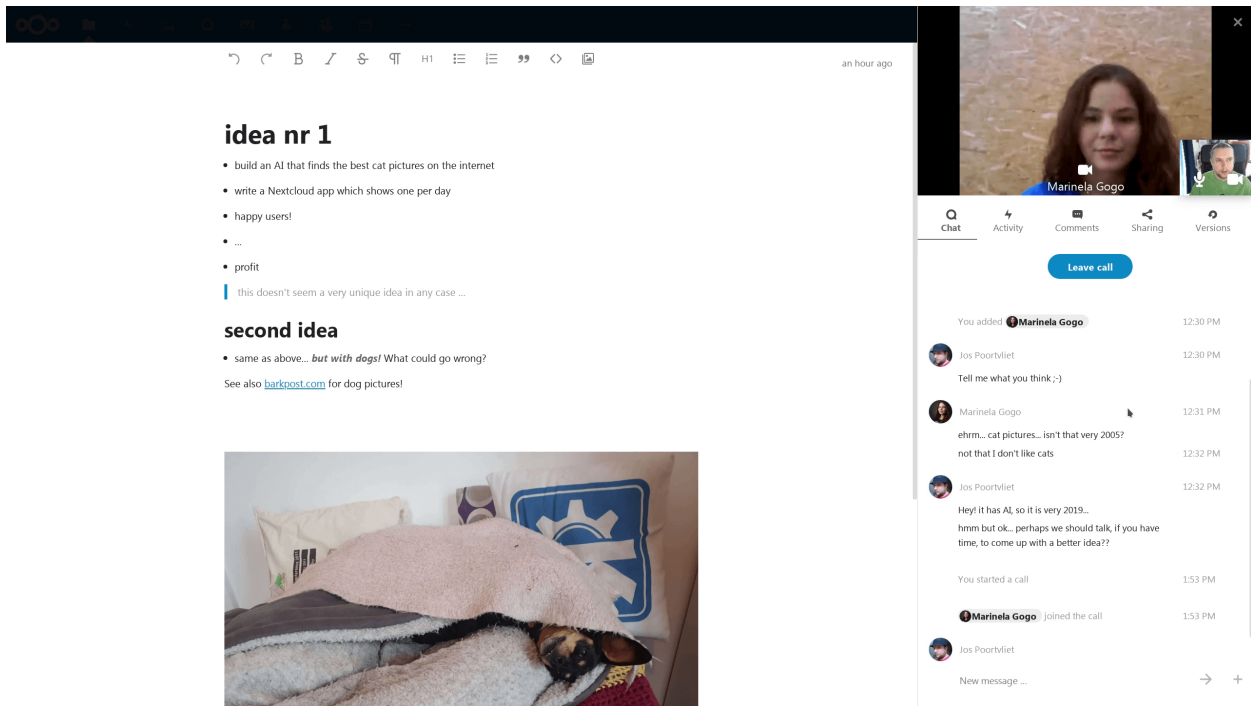 H1
an hour ago
idea nr 1
build an AI that finds the best cat pictures on the internet
write a Nextcloud app which shows one per day
happy users!
...
profit
this doesn't seem a very unique idea in any case ...
second idea
same as above... but with dogs! What could go wrong?
See also barkpost.com for dog pictures!
Marinela Gogo
Chat
Activity
Comments
Sharing
Versions
Leave call
You added Marinela Gogo 12:30 PM
Jos Poortvliet 12:30 PM
Tell me what you think ;-)
Marinela Gogo 12:31 PM
ehrm... cat pictures... isn't that very 2005?
not that I don't like cats 12:32 PM
Jos Poortvliet 12:32 PM
Hey! it has AI, so it is very 2019...
hmm but ok... perhaps we should talk, if you have
time, to come up with a better idea??
You started a call 1:53 PM
Marinela Gogo joined the call 1:53 PM
Jos Poortvliet
New message ...